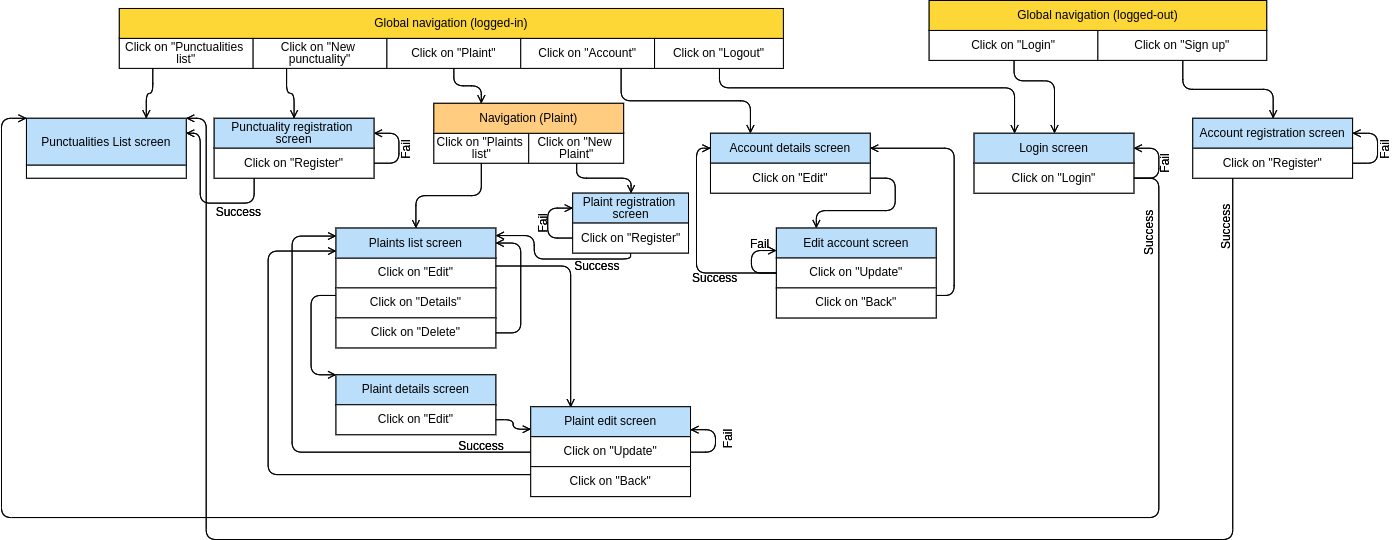 Global navigation (logged-in)
Click on "Punctualities
list"
Click on "New
punctuality"
Click on "Plaint"
Click on "Account"
Click on "Logout"
Global navigation (logged-out)
Click on "Login"
Click on "Sign up"
Punctualities List screen
Punctuality registration
screen
Click on "Register"
Fail
Success
Navigation (Plaint)
Click on "Plaints
list"
Click on "New
Plaint"
Account details screen
Click on "Edit"
Login screen
Click on "Login"
Fail
Success
Account registration screen
Click on "Register"
Fail
Success
Plaint registration
screen
Click on "Register"
Fail
Success
Plaints list screen
Click on "Edit"
Click on "Details"
Click on "Delete"
Edit account screen
Click on "Update"
Click on "Back"
Fail
Success
Plaint details screen
Click on "Edit"
Plaint edit screen
Click on "Update"
Click on "Back"
Success
Fail